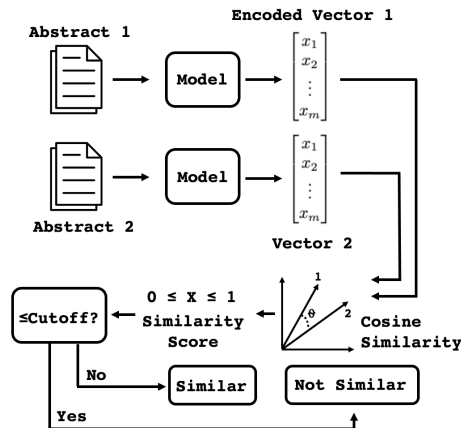 Encoded Vector 1
Abstract 1
Model
x1
x2
⋮
xm
Model
x1
x2
⋮
xm
Abstract 2
Vector 2
1
2
θ
0 ≤ X ≤ 1
Similarity
Score
≤Cutoff?
Cosine
Similarity
No
Similar
Not Similar
Yes